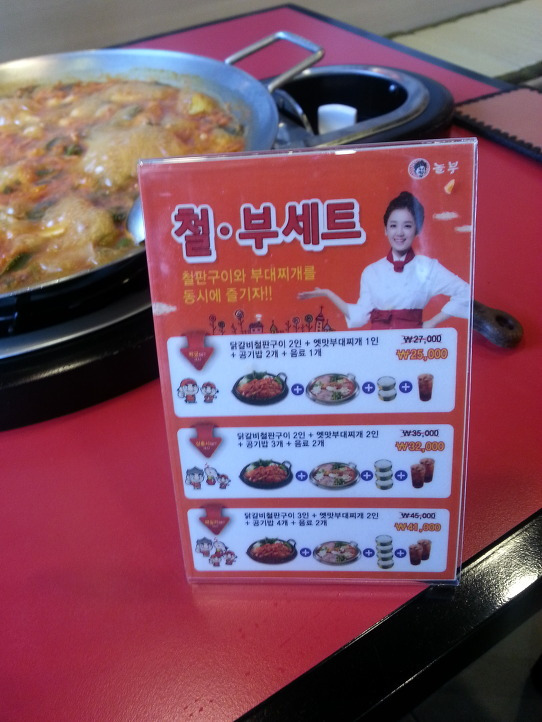 놀부
철·부세트
철판구이와 부대찌개를
동시에 즐기자!!
닭갈비철판구이 2인 + 옛맛부대찌개 1인
+ 공기밥 2개 + 음료 1개
₩27,000
₩25,000
닭갈비철판구이 2인 + 옛맛부대찌개 2인
+ 공기밥 3개 + 음료 2개
₩35,000
₩32,000
닭갈비철판구이 3인 + 옛맛부대찌개 2인
+ 공기밥 4개 + 음료 2개
₩45,000
₩41,000